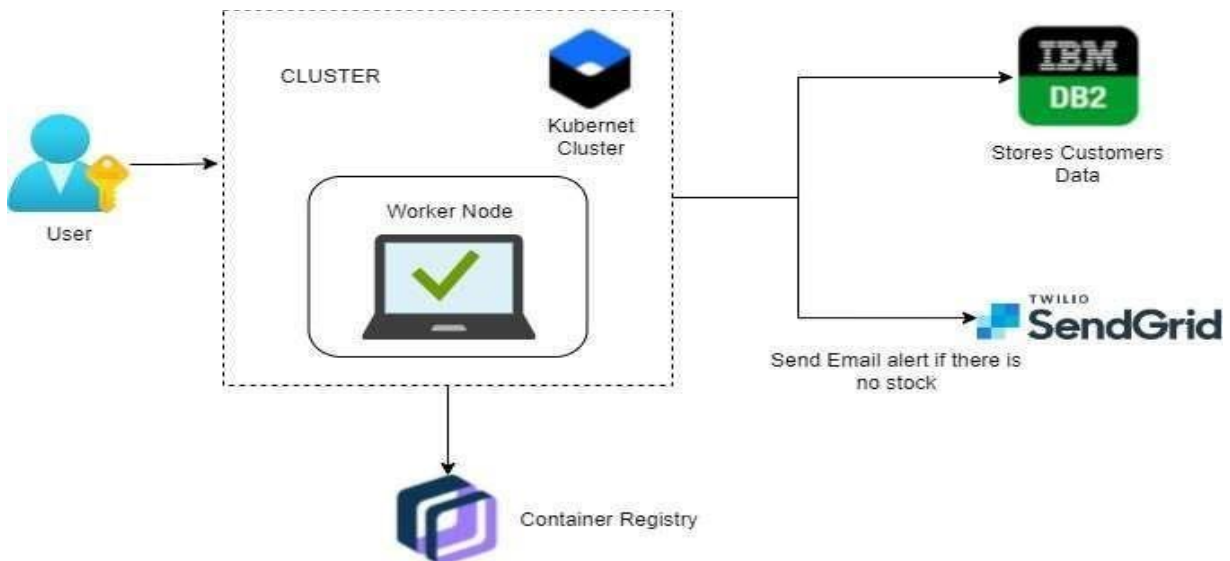 CLUSTER
Kubernet
Cluster
Worker Node
User
IBM
DB2
Stores Customers
Data
TWILIO
SendGrid
Send Email alert if there is
no stock
Container Registry